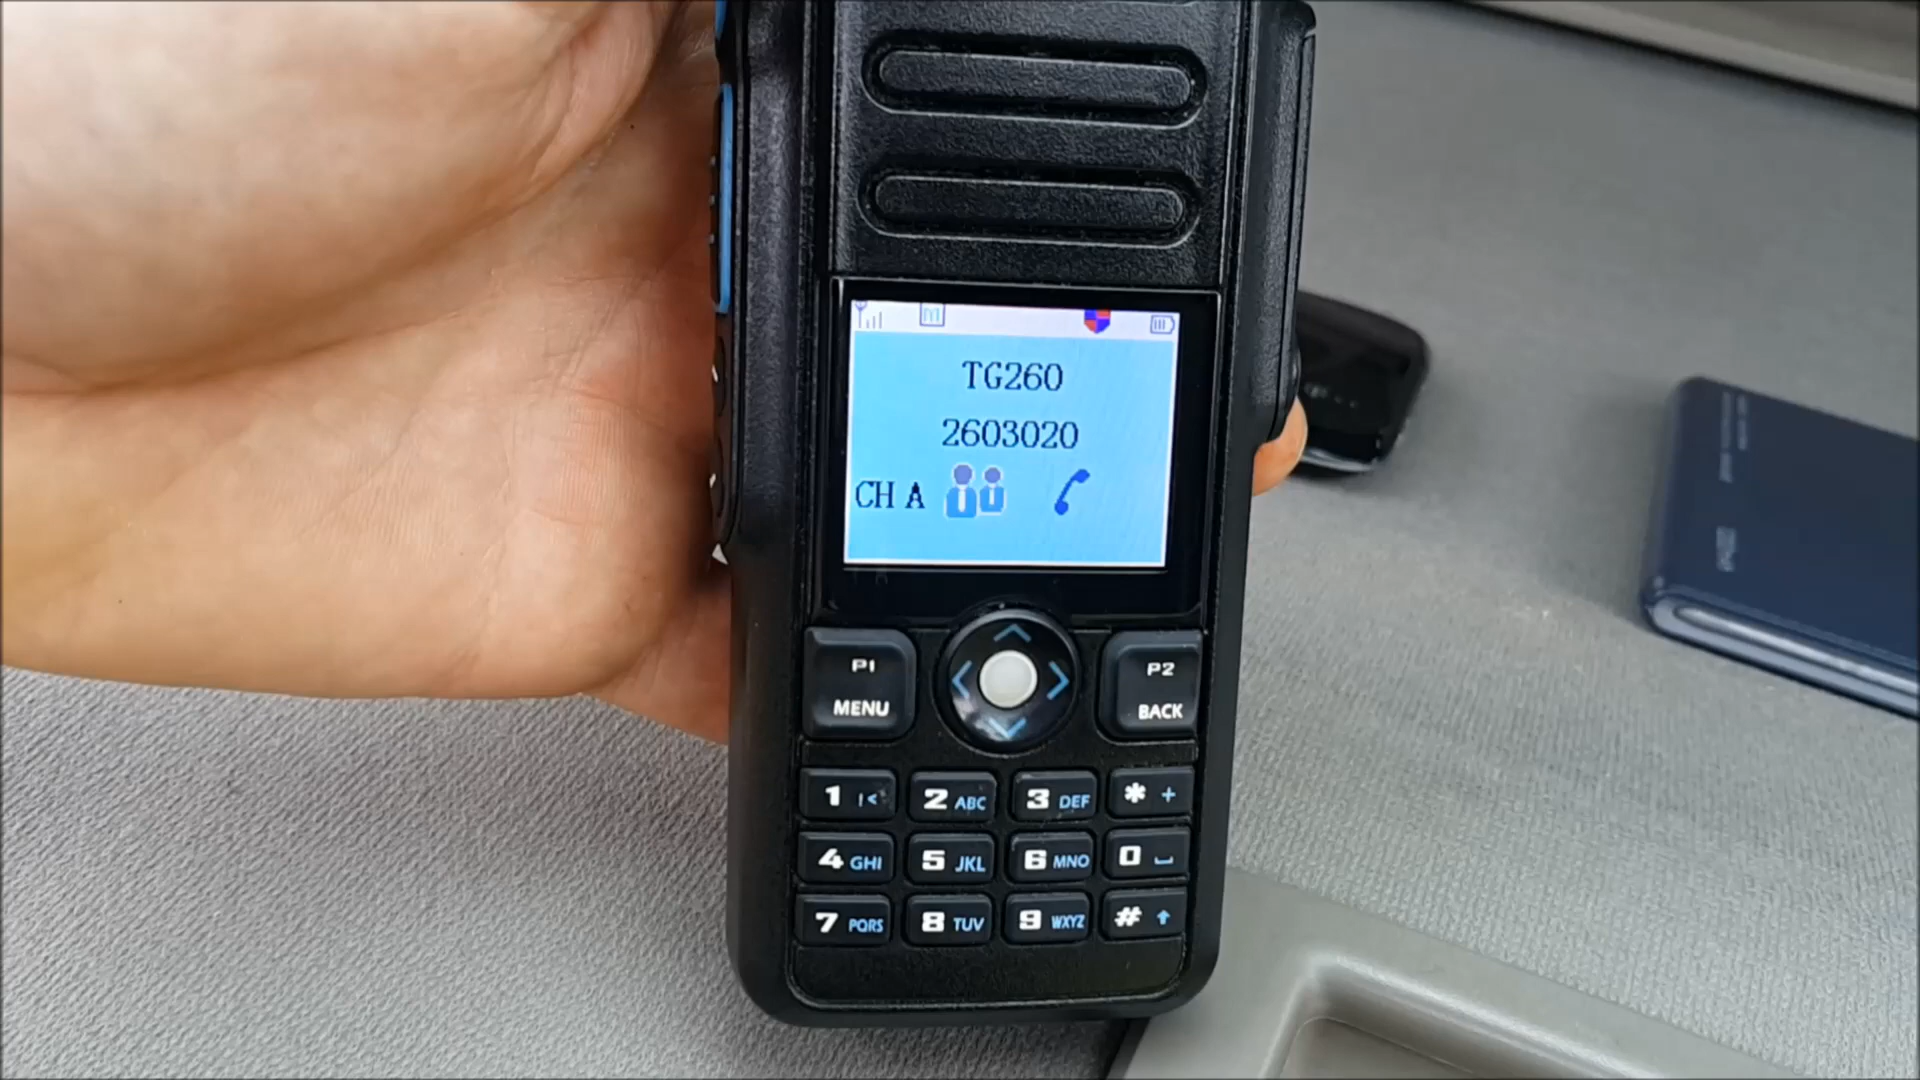 TG260
2603020
CH A
P1
MENU
P2
BACK
1 2 ABC 3 DEF * +
4 GHI 5 JKL 6 MNO 0
7 PQRS 8 TUV 9 WXYZ #